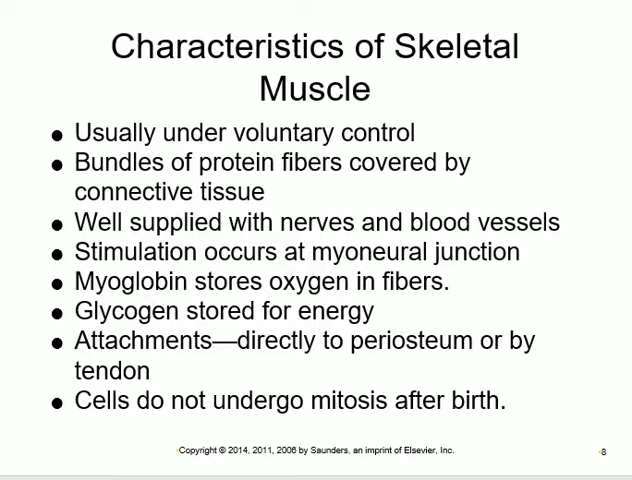 Characteristics of Skeletal
Muscle
● Usually under voluntary control
● Bundles of protein fibers covered by
connective tissue
● Well supplied with nerves and blood vessels
● Stimulation occurs at myoneural junction
● Myoglobin stores oxygen in fibers.
● Glycogen stored for energy
● Attachments—directly to periosteum or by
tendon
● Cells do not undergo mitosis after birth.
Copyright © 2014, 2011, 2006 by Saunders, an imprint of Elsevier, Inc.
8